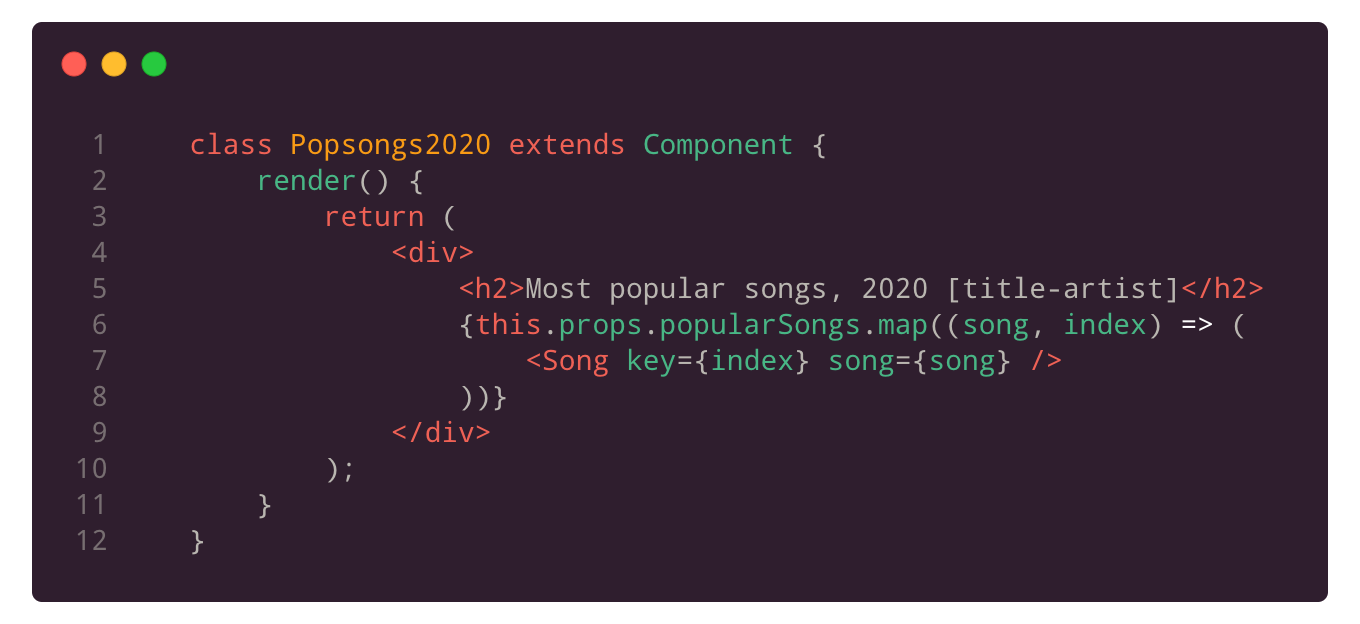 1 class Popsongs2020 extends Component {
2 render() {
3 return (
4 <div>
5 <h2>Most popular songs, 2020 [title-artist]</h2>
6 {this.props.popularSongs.map((song, index) => (
7 <Song key={index} song={song} />
8 ))}
9 </div>
10 );
11 }
12 }